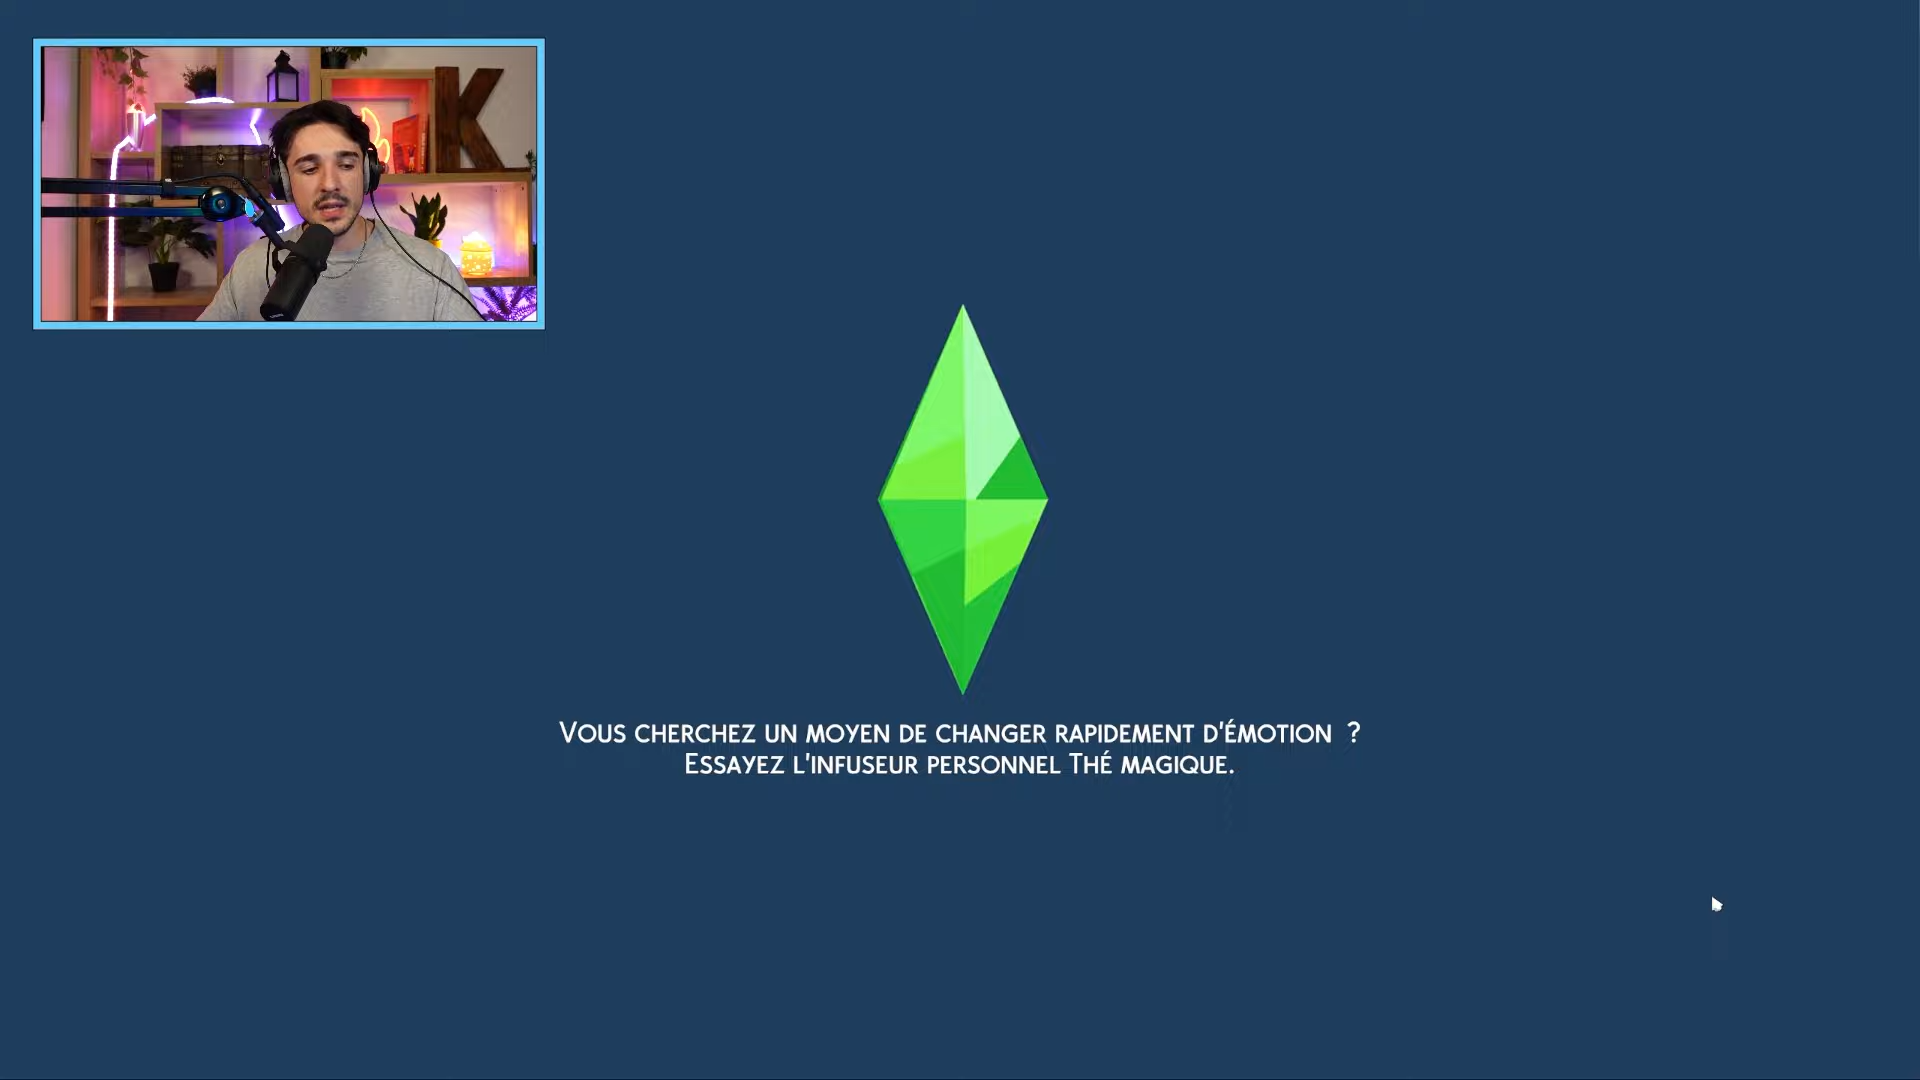 K
Vous cherchez un moyen de changer rapidement d'émotion ?
Essayez l'infuseur personnel Thé magique.